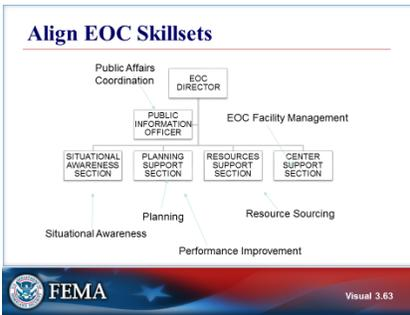 Align EOC Skillsets
Public Affairs
Coordination
EOC
DIRECTOR
PUBLIC
INFORMATION
OFFICER
EOC Facility Management
SITUATIONAL
AWARENESS
SECTION
PLANNING
SUPPORT
SECTION
RESOURCES
SUPPORT
SECTION
CENTER
SUPPORT
SECTION
Planning
Resource Sourcing
Situational Awareness
Performance Improvement
FEMA
Visual 3.63